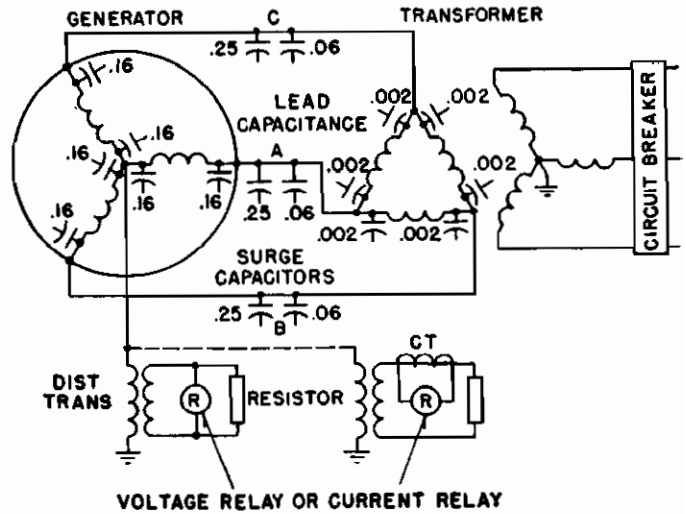 GENERATOR
C
TRANSFORMER
.25 .06
.16
.002 .002
LEAD
CAPACITANCE
.16
.16
A
.002 .002
.16 .16
.25 .06
.002 .002
.16
SURGE
CAPACITORS
.25 .06
B
CIRCUIT BREAKER
CT
DIST
TRANS
R
RESISTOR
R
VOLTAGE RELAY OR CURRENT RELAY